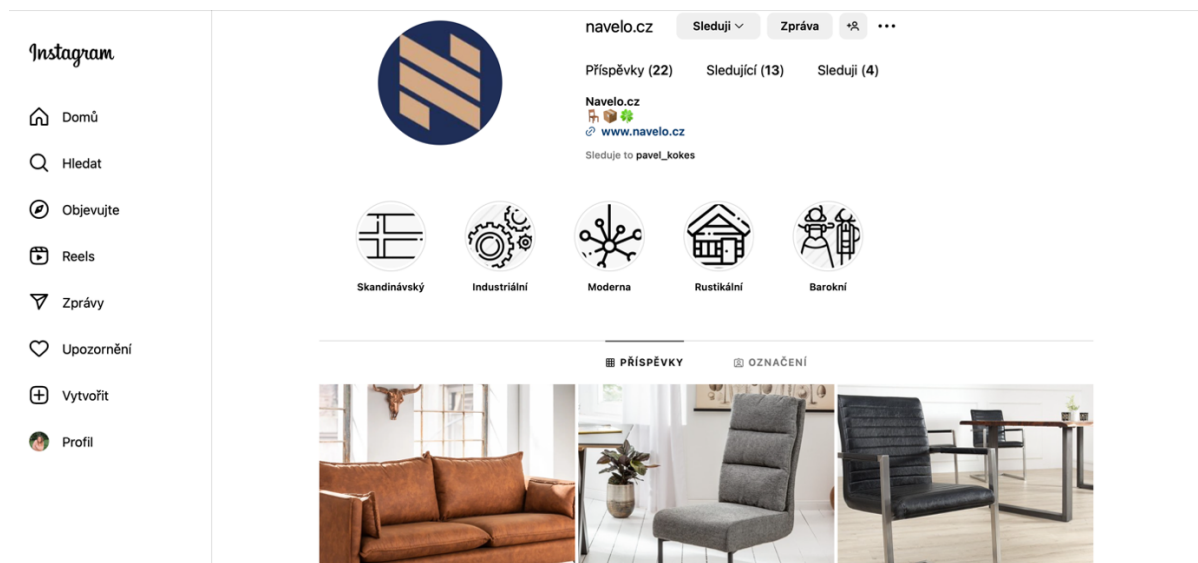 Instagram
Domů
Hledat
Objevujte
Reels
Zprávy
Upozornění
Vytvořit
Profil
navelo.cz Sleduji Zpráva
Příspěvky (22) Sledující (13) Sleduji (4)
Navelo.cz
www.navelo.cz
Sleduje to pavel_kokes
Skandinávský Industriální Moderna Rustikální Barokní
PŘÍSPĚVKY OZNAČENÍ